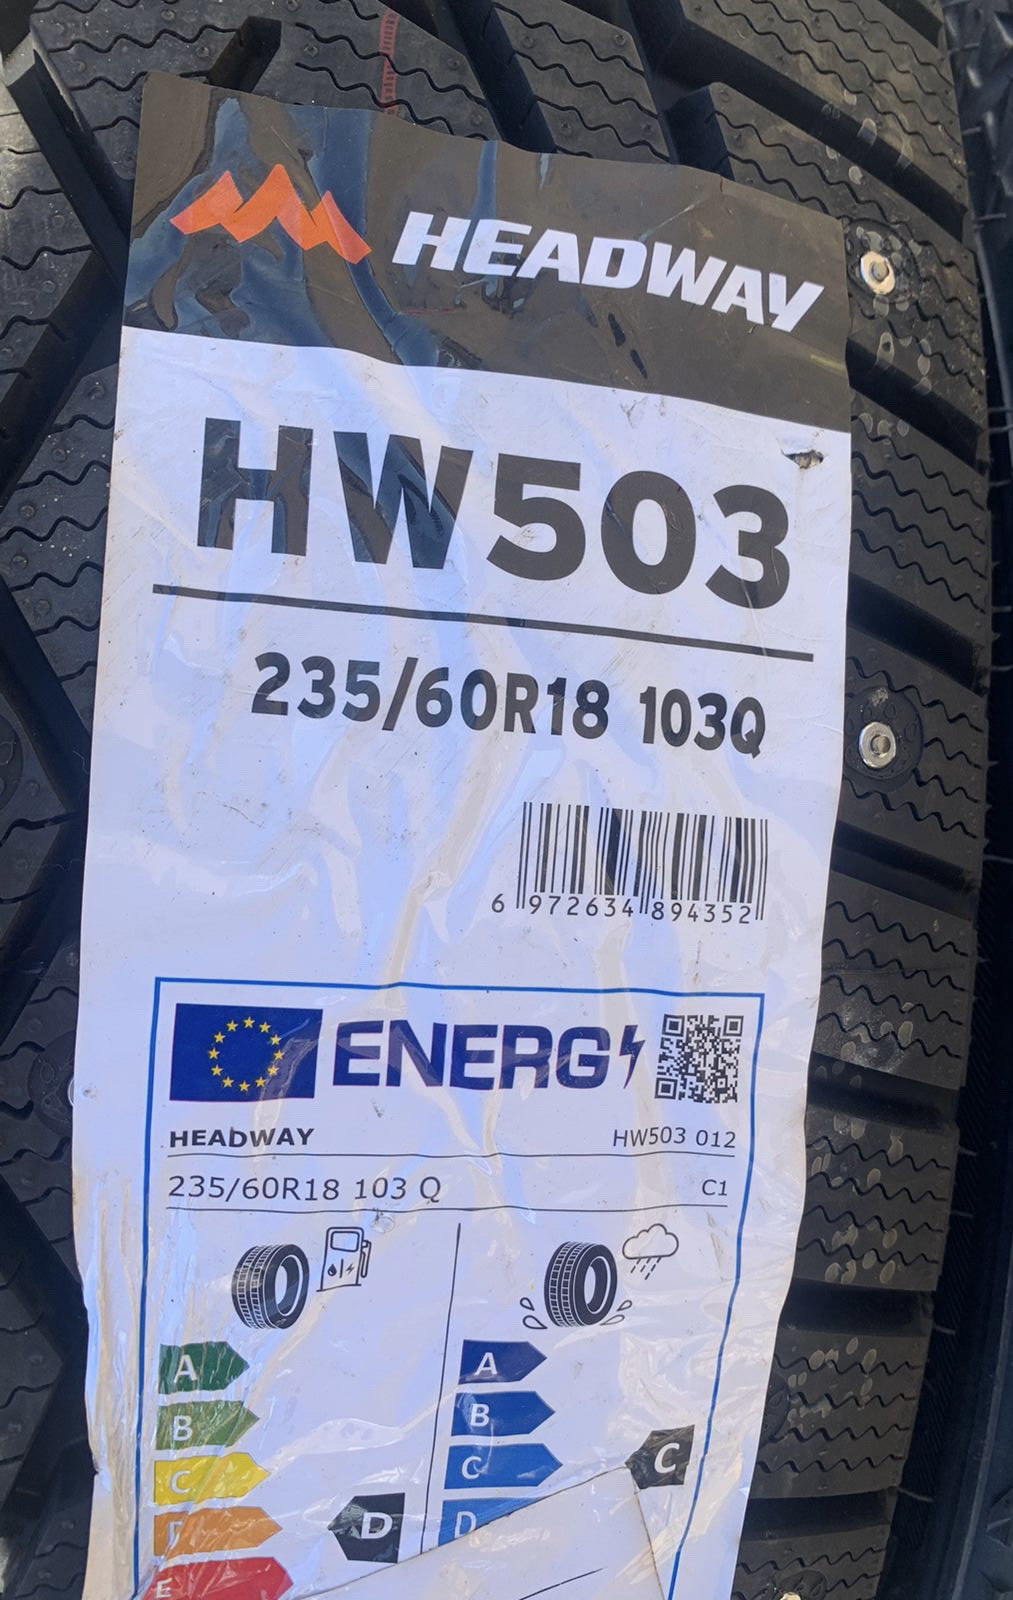 HEADWAY
HW503
235/60R18 103Q
6 972634 894352
ENERG
HEADWAY
HW503 012
235/60R18 103 Q
C1
A
A
B
B
C
C
C
D
D
E